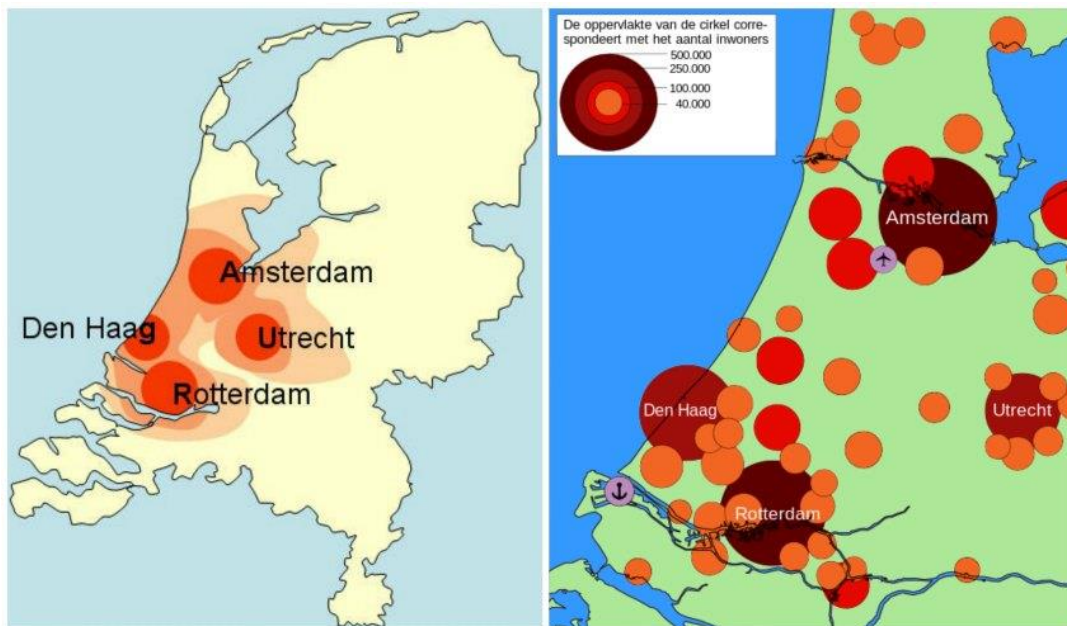 Amsterdam
Den Haag
Utrecht
Rotterdam
De oppervlakte van de cirkel corre-
spondeert met het aantal inwoners
500.000
250.000
100.000
40.000
Amsterdam
Den Haag
Utrecht
Rotterdam